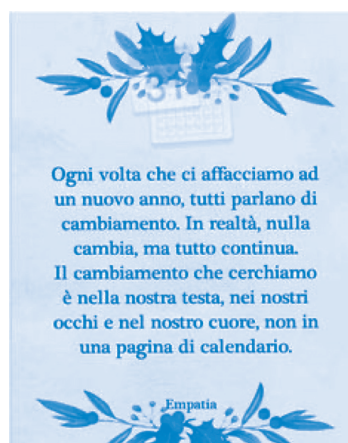 31
Ogni volta che ci affacciamo ad
un nuovo anno, tutti parlano di
cambiamento. In realtà, nulla
cambia, ma tutto continua.
Il cambiamento che cerchiamo
è nella nostra testa, nei nostri
occhi e nel nostro cuore, non in
una pagina di calendario.
Empatia